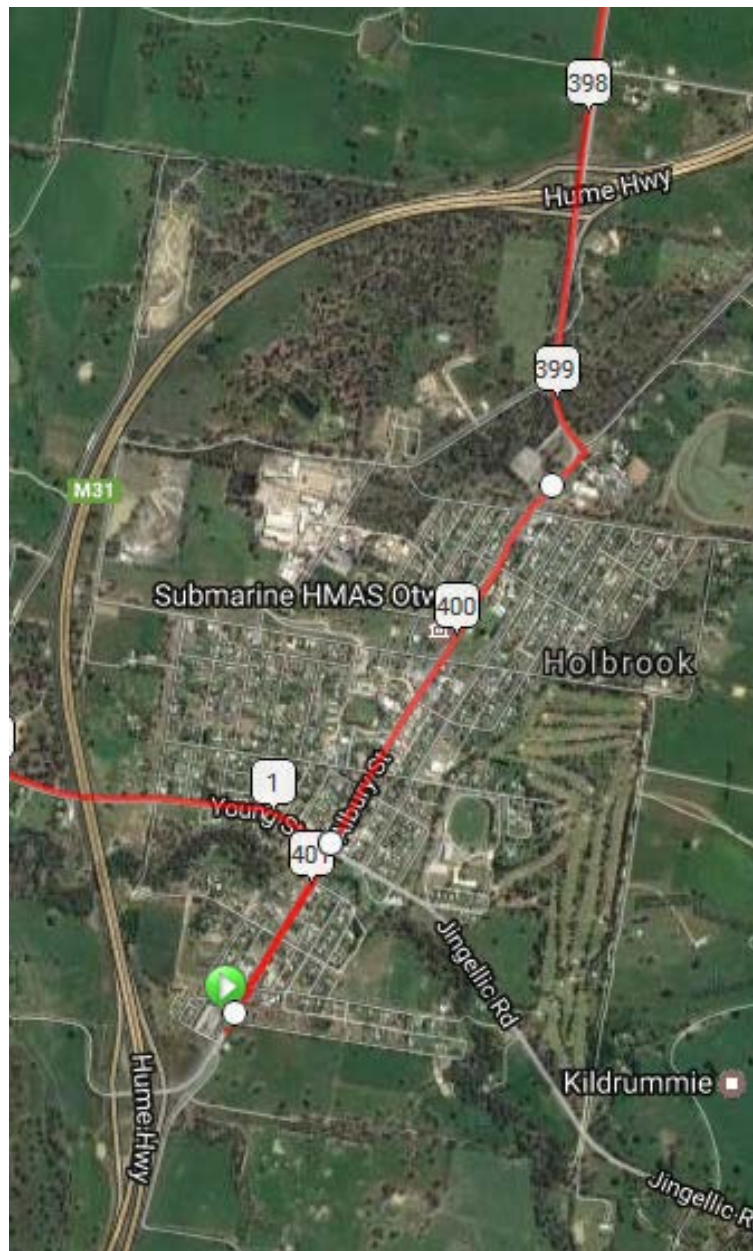 398
Hume Hwy
399
M31
Submarine HMAS Otw
400
Holbrook
Albury St
1
Young S
401
Jingellic Rd
Kildrummie
Hume Hwy
Jingellic R